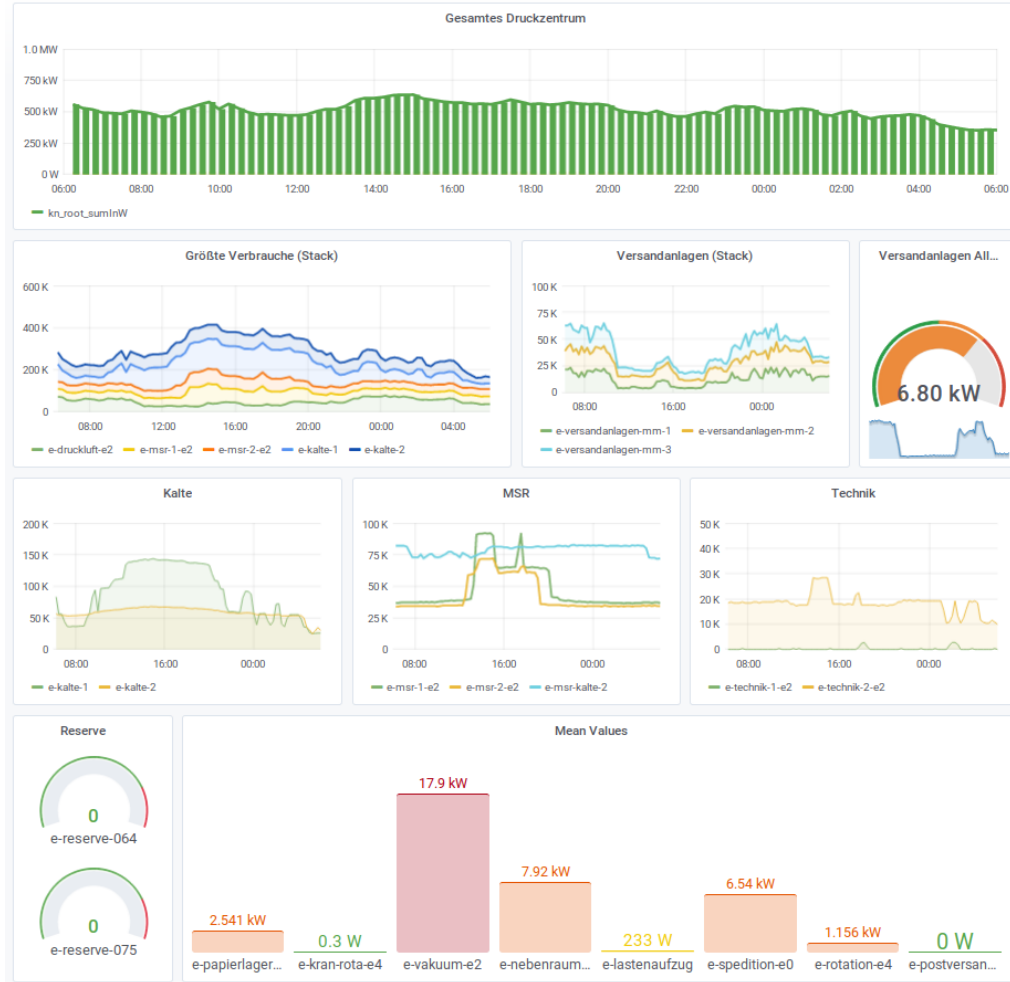 Gesamtes Druckzentrum
1.0 MW
750 kW
500 kW
250 kW
0 W
06:00 08:00 10:00 12:00 14:00 16:00 18:00 20:00 22:00 00:00 02:00 04:00 06:00
kn_root_sumInW
Größte Verbrauche (Stack)
600 K
400 K
200 K
0
08:00 12:00 16:00 20:00 00:00 04:00
e-druckluft-e2 e-msr-1-e2 e-msr-2-e2 e-kalte-1 e-kalte-2
Versandanlagen (Stack)
100 K
75 K
50 K
25 K
0
08:00 16:00 00:00
e-versandanlagen-mm-1 e-versandanlagen-mm-2
e-versandanlagen-mm-3
Versandanlagen All...
6.80 kW
Kalte
200 K
150 K
100 K
50 K
0
08:00 16:00 00:00
e-kalte-1 e-kalte-2
MSR
100 K
75 K
50 K
25 K
0
08:00 16:00 00:00
e-msr-1-e2 e-msr-2-e2 e-msr-kalte-2
Technik
50 K
40 K
30 K
20 K
10 K
0
08:00 16:00 00:00
e-technik-1-e2 e-technik-2-e2
Reserve
0
e-reserve-064
0
e-reserve-075
Mean Values
17.9 kW
7.92 kW
6.54 kW
2.541 kW
1.156 kW
0.3 W
233 W
0 W
e-papierlager... e-kran-rota-e4 e-vakuum-e2 e-nebenraum... e-lastenaufzug e-spedition-e0 e-rotation-e4 e-postversan...